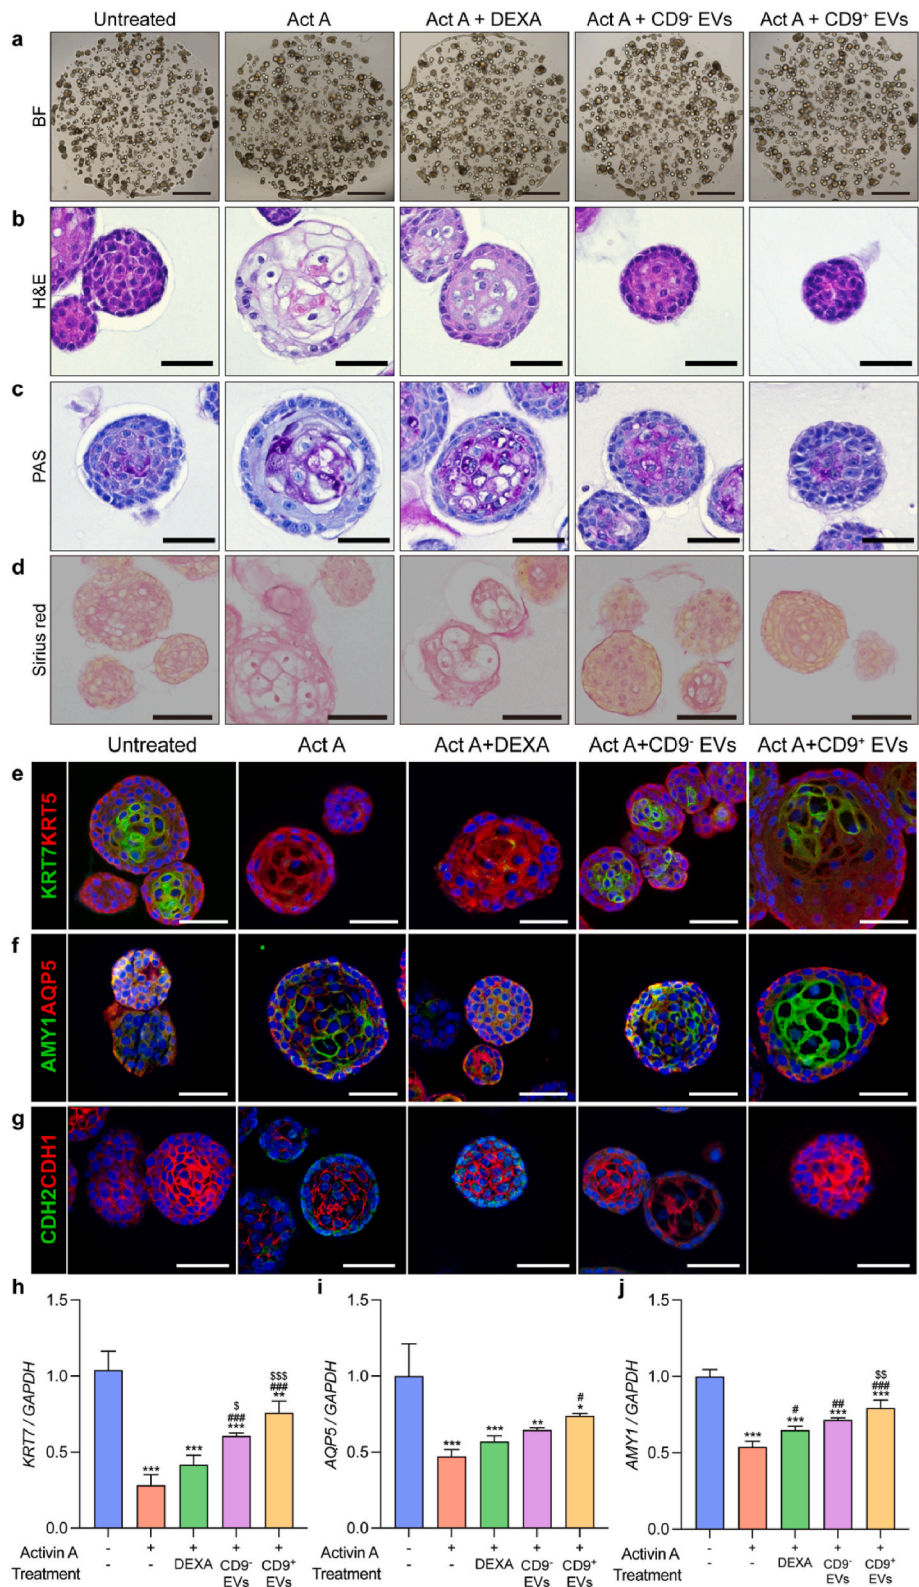 Untreated Act A Act A + DEXA Act A + CD9⁻ EVs Act A + CD9⁺ EVs
a
BF
b
H&E
c
PAS
d
Sirius red
Untreated Act A Act A+DEXA Act A+CD9⁻ EVs Act A+CD9⁺ EVs
e
KRT7KRT5
f
AMY1AQP5
g
CDH2CDH1
h
KRT7 / GAPDH
1.5
1.0
0.5
0.0
***
***
$
###
***
$$$
###
**
Activin A - + + + +
Treatment - - DEXA CD9⁻ EVs CD9⁺ EVs
i
AQP5 / GAPDH
1.5
1.0
0.5
0.0
***
***
**
#
*
- + + + +
- - DEXA CD9⁻ EVs CD9⁺ EVs
j
AMY1 / GAPDH
1.5
1.0
0.5
0.0
***
#
***
##
***
$$
###
***
Activin A - + + + +
Treatment - - DEXA CD9⁻ EVs CD9⁺ EVs